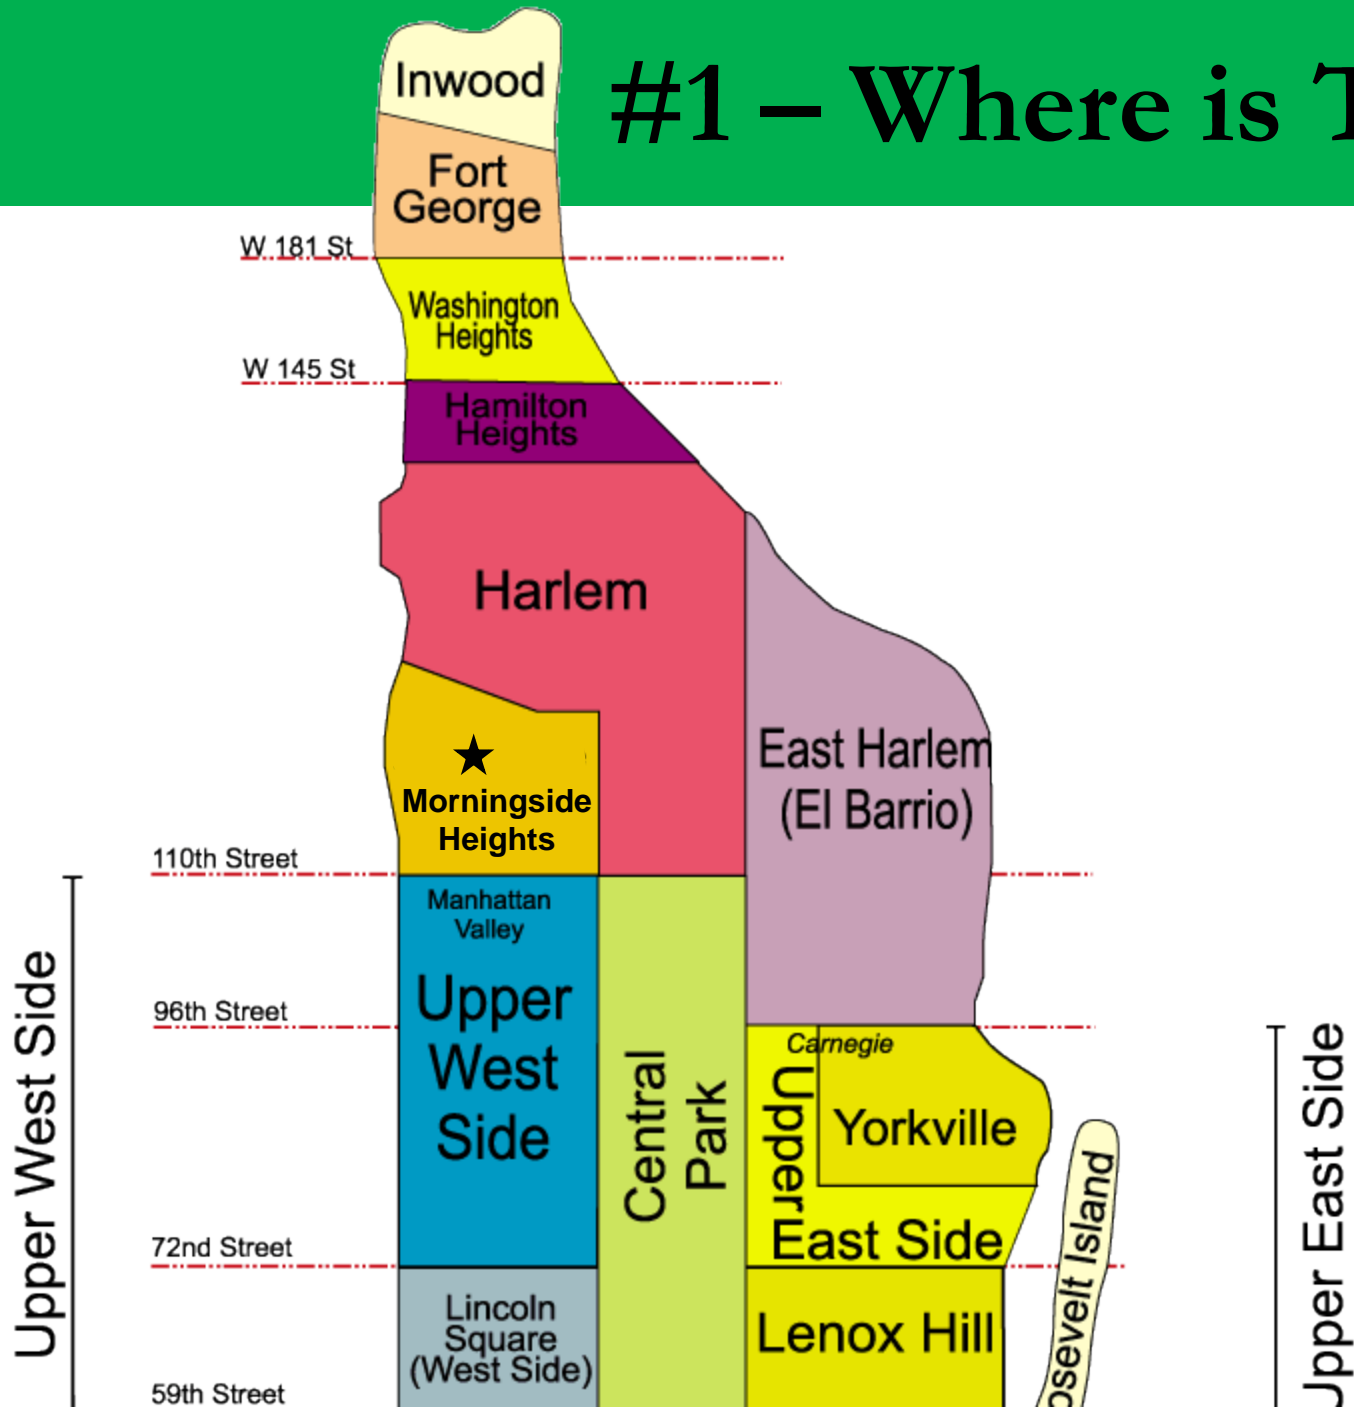 #1 – Where is T
Inwood
Fort
George
W 181 St
Washington
Heights
W 145 St
Hamilton
Heights
Harlem
East Harlem
(El Barrio)
★
Morningside
Heights
110th Street
Manhattan
Valley
Upper
West
Side
96th Street
Upper West Side
Central
Park
Carnegie
Upper
East Side
Yorkville
Upper East Side
72nd Street
Lincoln
Square
(West Side)
Lenox Hill
osevelt Island
59th Street